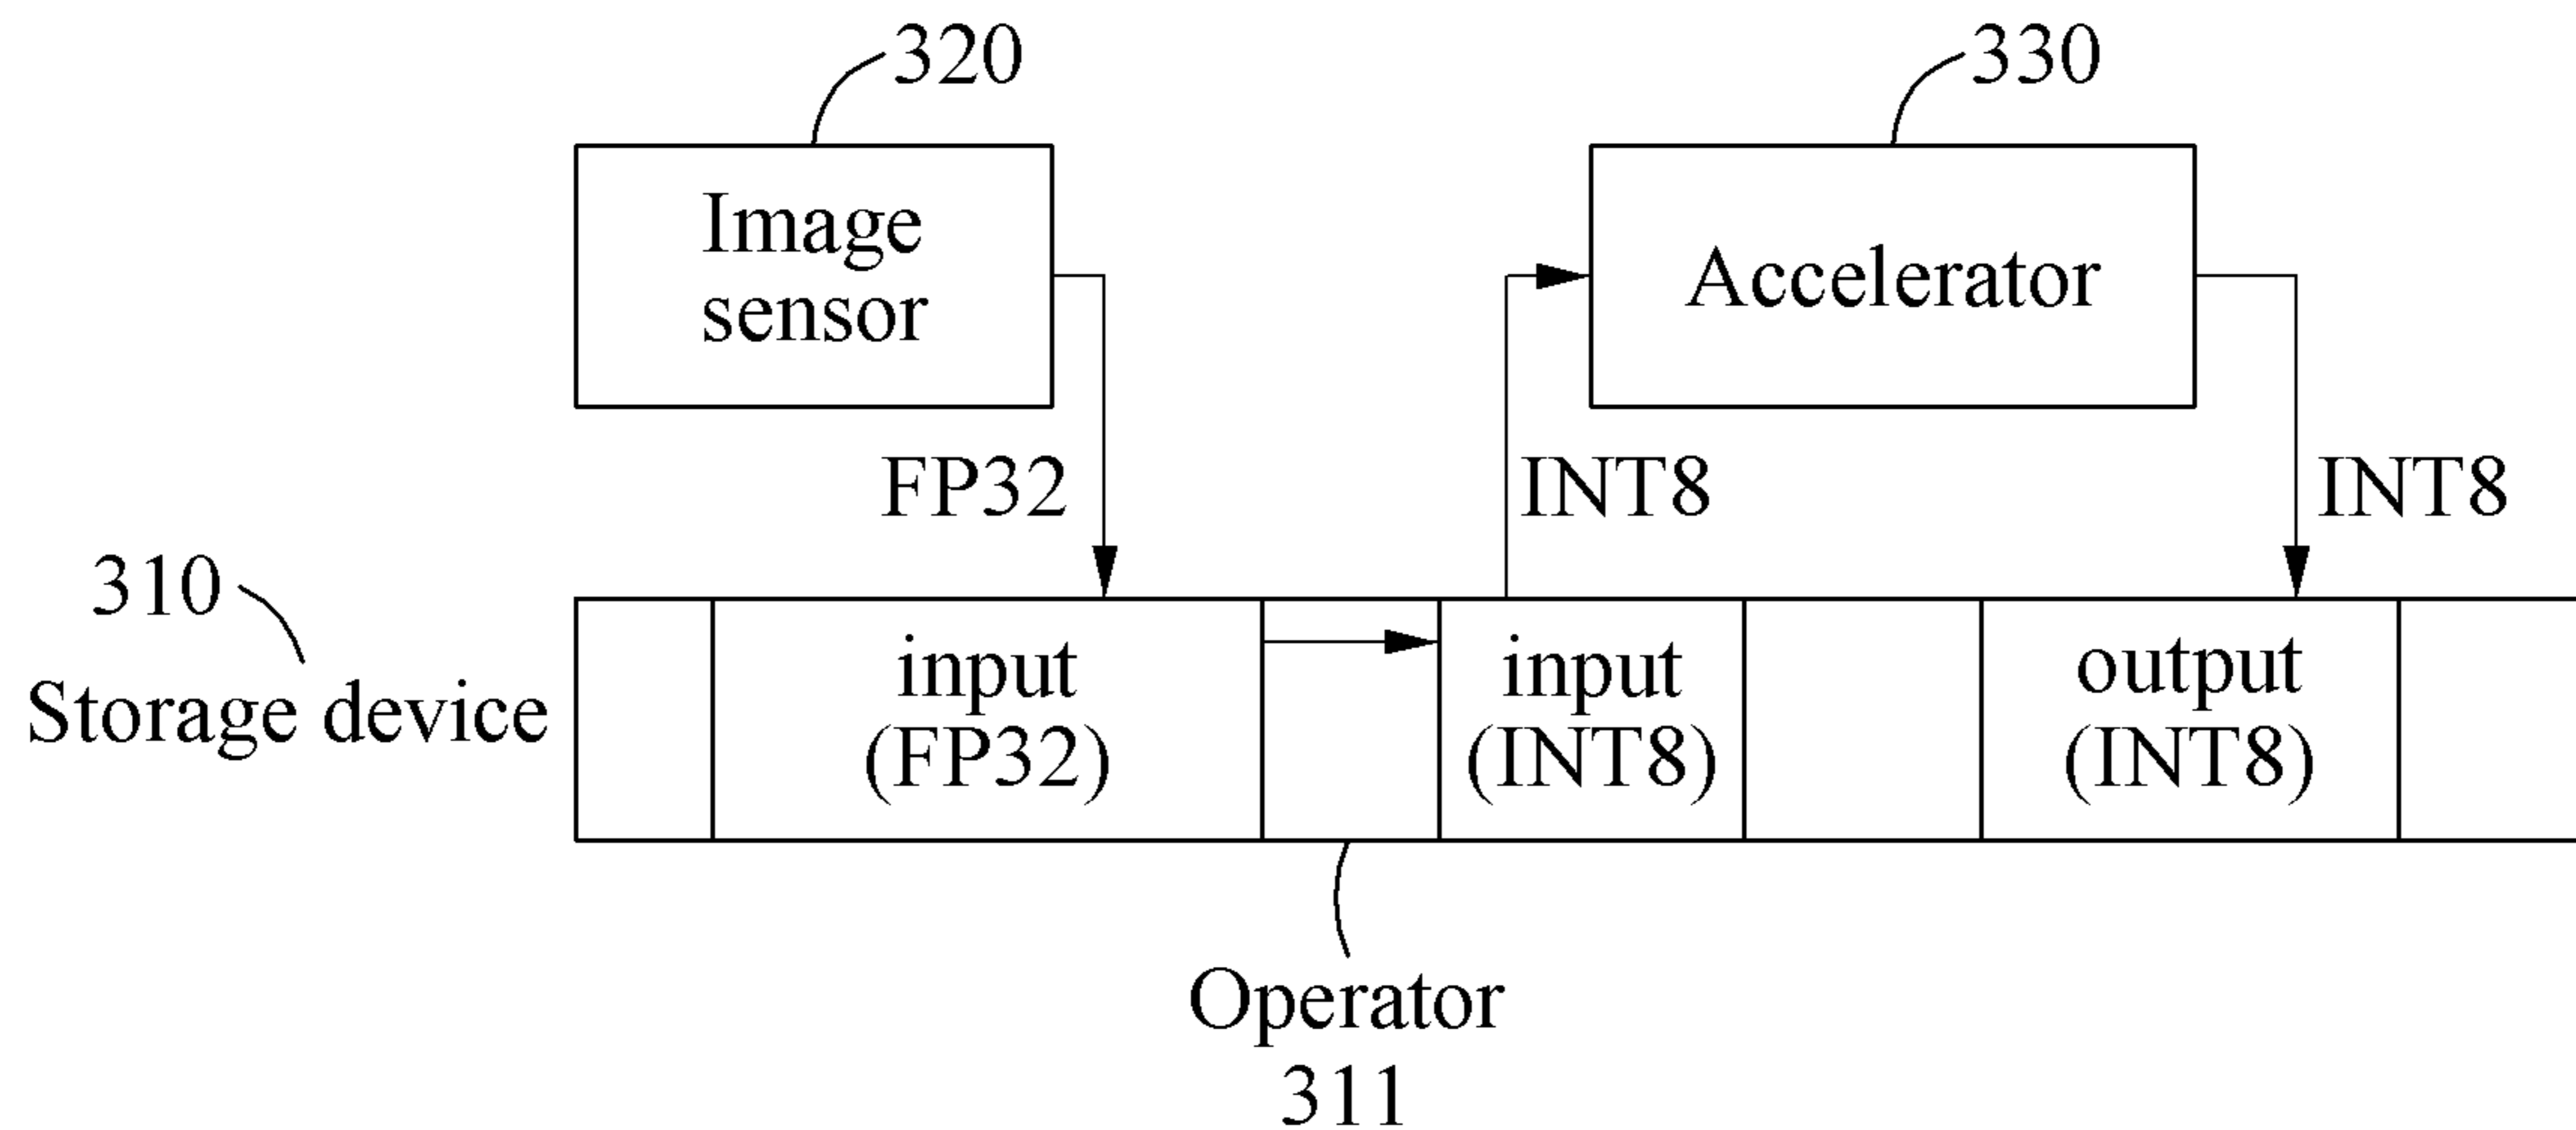 320
330
Image
sensor
Accelerator
FP32
INT8
INT8
310
Storage device
input
(FP32)
input
(INT8)
output
(INT8)
Operator
311